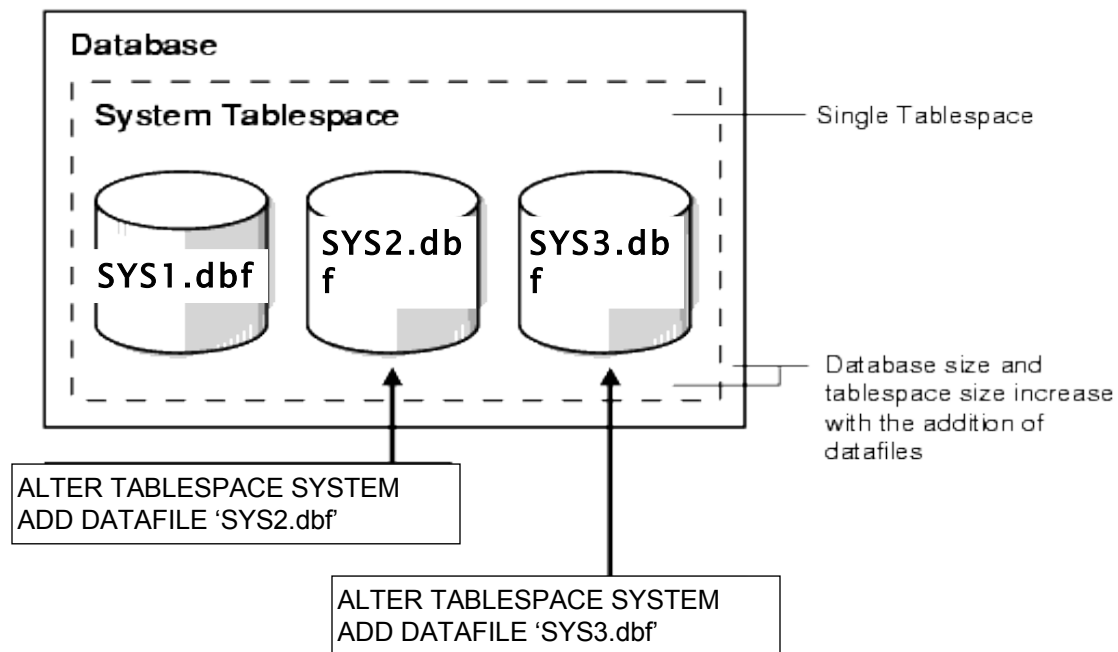 Database
System Tablespace
Single Tablespace
SYS1.dbf
SYS2.db
f
SYS3.db
f
Database size and
tablespace size increase
with the addition of
datafiles
ALTER TABLESPACE SYSTEM
ADD DATAFILE ‘SYS2.dbf’
ALTER TABLESPACE SYSTEM
ADD DATAFILE ‘SYS3.dbf’